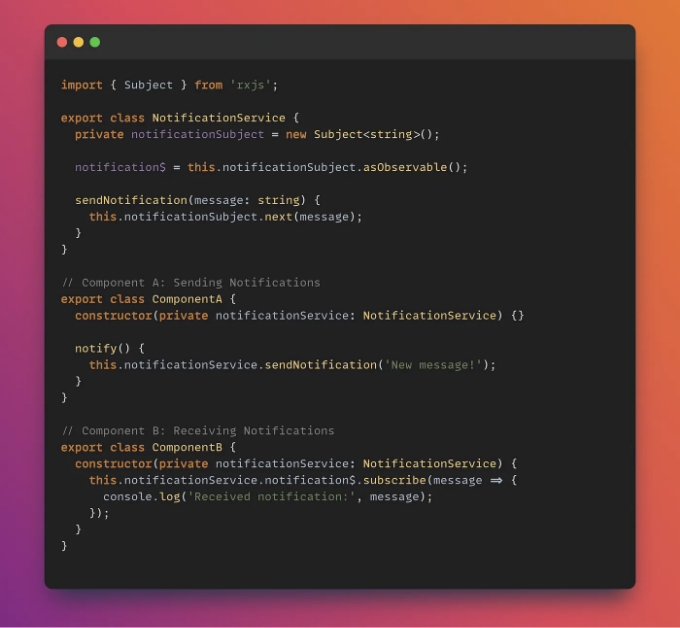 import { Subject } from 'rxjs';

export class NotificationService {
  private notificationSubject = new Subject<string>();

  notification$ = this.notificationSubject.asObservable();

  sendNotification(message: string) {
    this.notificationSubject.next(message);
  }
}

// Component A: Sending Notifications
export class ComponentA {
  constructor(private notificationService: NotificationService) {}

  notify() {
    this.notificationService.sendNotification('New message!');
  }
}

// Component B: Receiving Notifications
export class ComponentB {
  constructor(private notificationService: NotificationService) {
    this.notificationService.notification$.subscribe(message => {
      console.log('Received notification:', message);
    });
  }
}